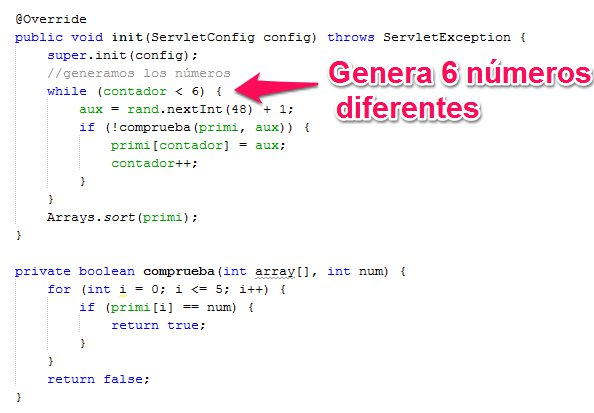 @Override
public void init(ServletConfig config) throws ServletException {
    super.init(config);
    //generamos los números
    while (contador < 6) {
        aux = rand.nextInt(48) + 1;
        if (!comprueba(primi, aux)) {
            primi[contador] = aux;
            contador++;
        }
    }
    Arrays.sort(primi);
}
Genera 6 números
diferentes
private boolean comprueba(int array[], int num) {
    for (int i = 0; i <= 5; i++) {
        if (primi[i] == num) {
            return true;
        }
    }
    return false;
}